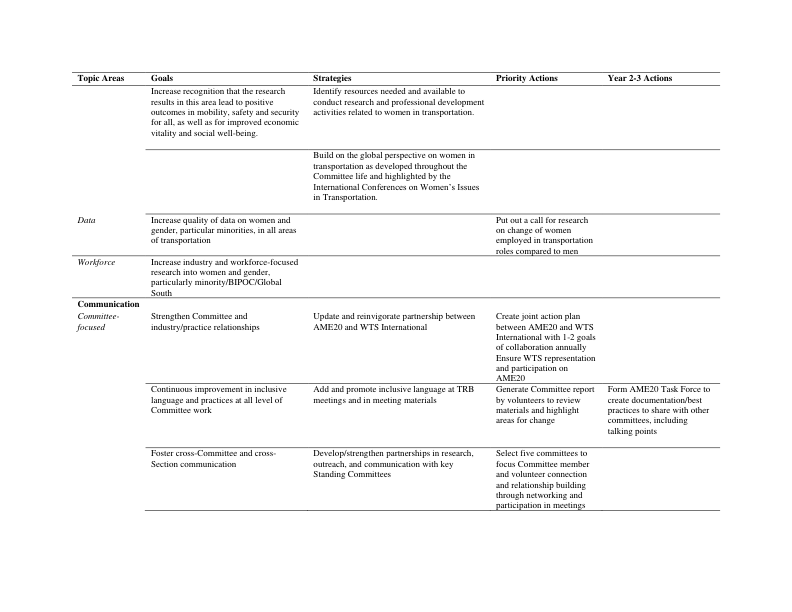 Topic Areas Goals Strategies Priority Actions Year 2-3 Actions
Increase recognition that the research
results in this area lead to positive
outcomes in mobility, safety and security
for all, as well as for improved economic
vitality and social well-being.
Identify resources needed and available to
conduct research and professional development
activities related to women in transportation.
Build on the global perspective on women in
transportation as developed throughout the
Committee life and highlighted by the
International Conferences on Women's Issues
in Transportation.
Data
Increase quality of data on women and
gender, particular minorities, in all areas
of transportation
Put out a call for research
on change of women
employed in transportation
roles compared to men
Workforce
Increase industry and workforce-focused
research into women and gender,
particularly minority/BIPOC/Global
South
Communication
Committee-
focused
Strengthen Committee and
industry/practice relationships
Update and reinvigorate partnership between
AME20 and WTS International
Create joint action plan
between AME20 and WTS
International with 1-2 goals
of collaboration annually
Ensure WTS representation
and participation on
AME20
Continuous improvement in inclusive
language and practices at all level of
Committee work
Add and promote inclusive language at TRB
meetings and in meeting materials
Generate Committee report
by volunteers to review
materials and highlight
areas for change
Form AME20 Task Force to
create documentation/best
practices to share with other
committees, including
talking points
Foster cross-Committee and cross-
Section communication
Develop/strengthen partnerships in research,
outreach, and communication with key
Standing Committees
Select five committees to
focus Committee member
and volunteer connection
and relationship building
through networking and
participation in meetings